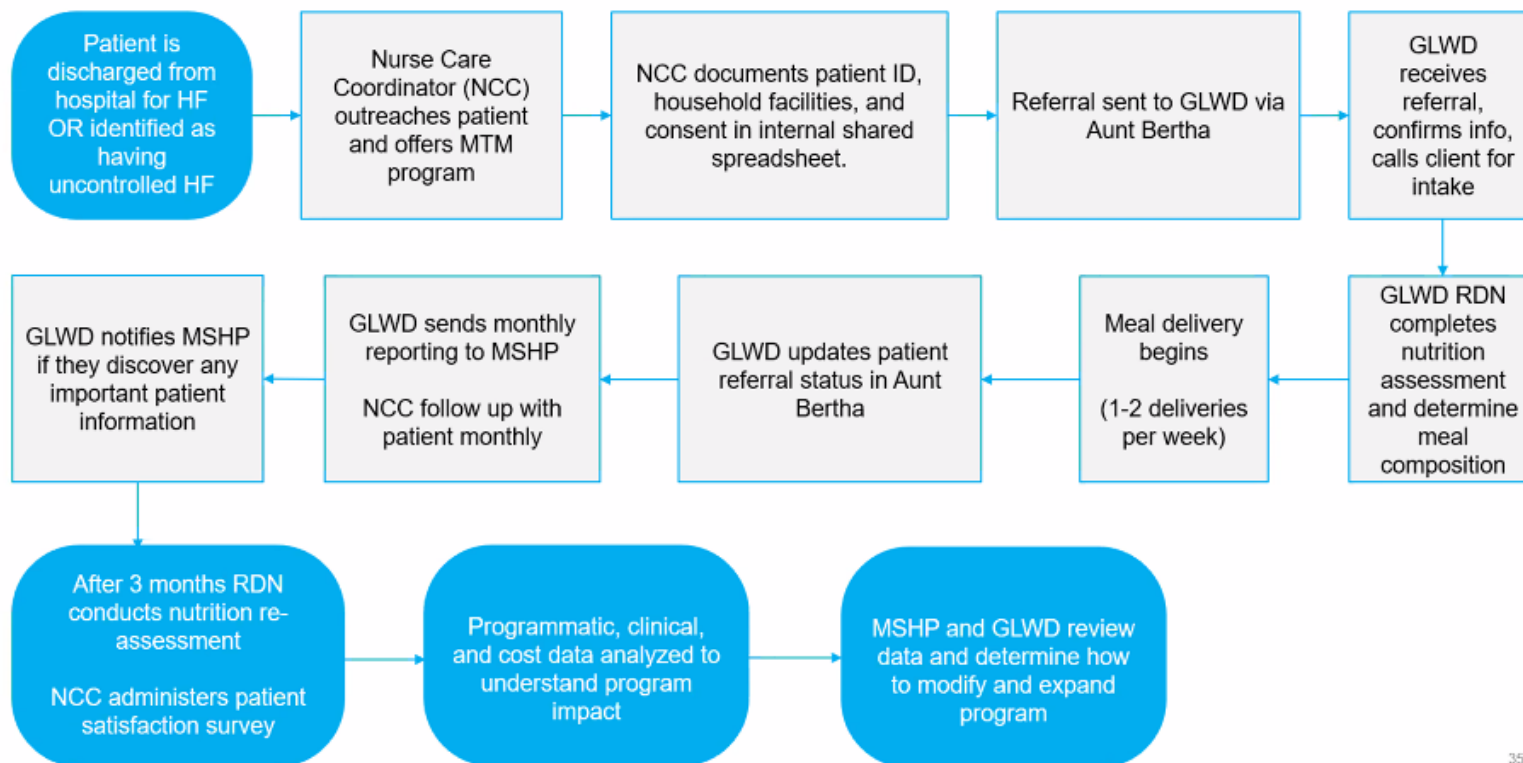 Patient is
discharged from
hospital for HF
OR identified as
having
uncontrolled HF
Nurse Care
Coordinator (NCC)
outreaches patient
and offers MTM
program
NCC documents patient ID,
household facilities, and
consent in internal shared
spreadsheet.
Referral sent to GLWD via
Aunt Bertha
GLWD
receives
referral,
confirms info,
calls client for
intake
GLWD RDN
completes
nutrition
assessment
and determine
meal
composition
Meal delivery
begins
(1-2 deliveries
per week)
GLWD updates patient
referral status in Aunt
Bertha
GLWD sends monthly
reporting to MSHP
NCC follow up with
patient monthly
GLWD notifies MSHP
if they discover any
important patient
information
After 3 months RDN
conducts nutrition re-
assessment
NCC administers patient
satisfaction survey
Programmatic, clinical,
and cost data analyzed to
understand program
impact
MSHP and GLWD review
data and determine how
to modify and expand
program
35